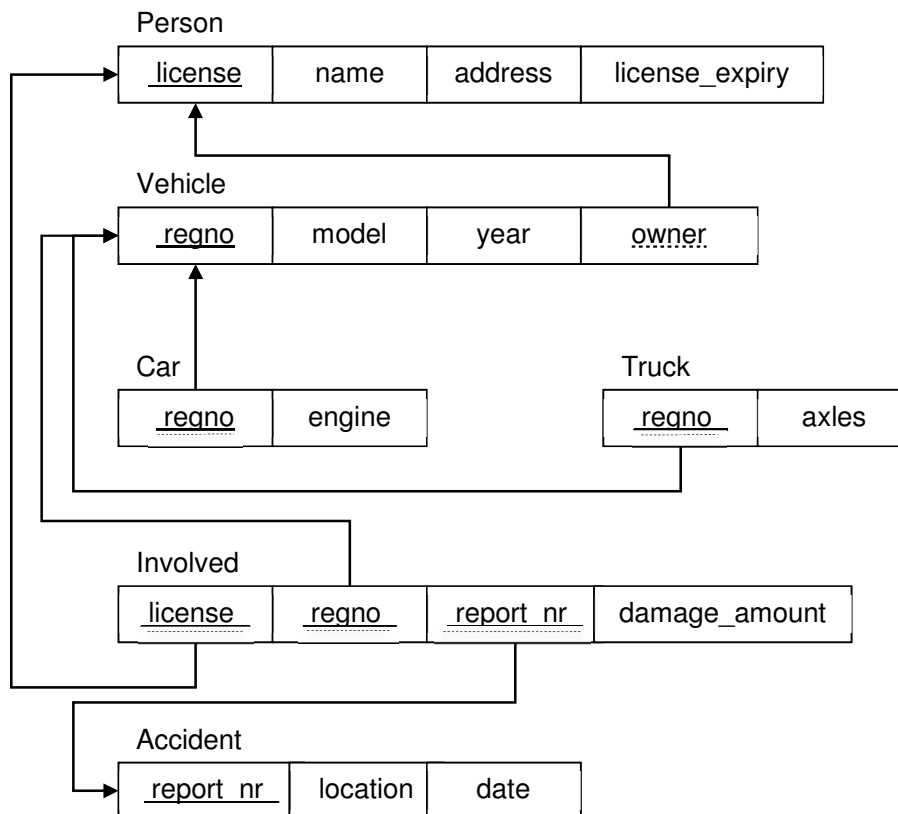 Person
license name address license_expiry
Vehicle
regno model year owner
Car Truck
regno engine regno axles
Involved
license regno report_nr damage_amount
Accident
report_nr location date